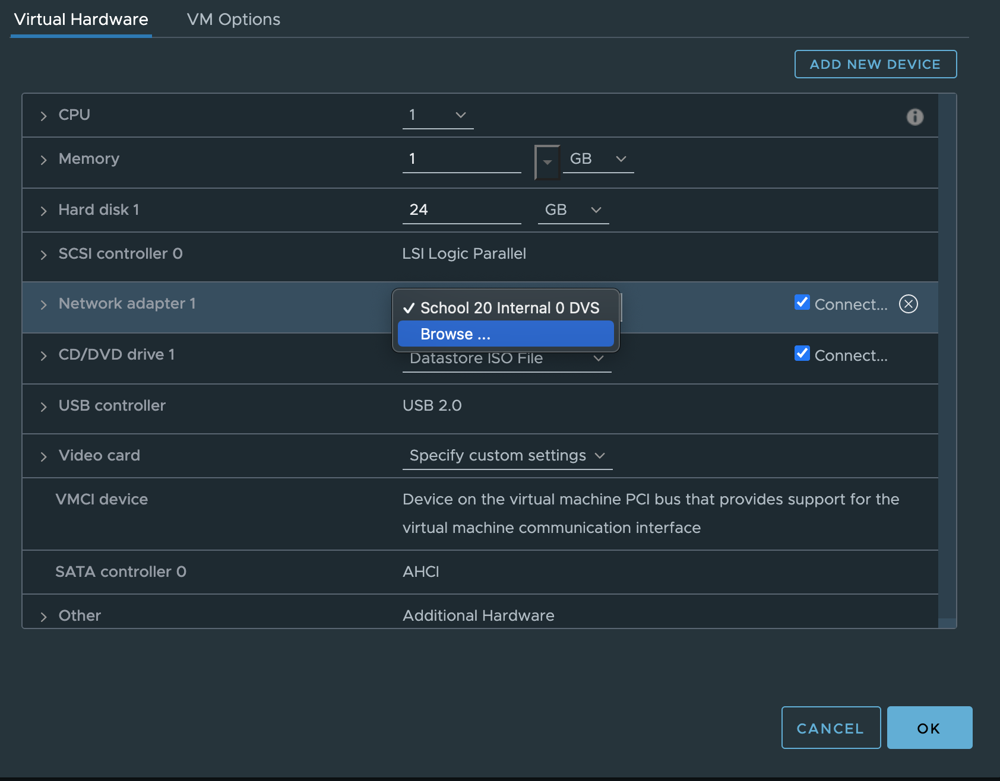 Virtual Hardware
VM Options
ADD NEW DEVICE
CPU
1
Memory
1
GB
Hard disk 1
24
GB
SCSI controller 0
LSI Logic Parallel
Network adapter 1
✓ School 20 Internal 0 DVS
Browse ...
Connect...
CD/DVD drive 1
Datastore ISO File
Connect...
USB controller
USB 2.0
Video card
Specify custom settings
VMCI device
Device on the virtual machine PCI bus that provides support for the
virtual machine communication interface
SATA controller 0
AHCI
Other
Additional Hardware
CANCEL
OK